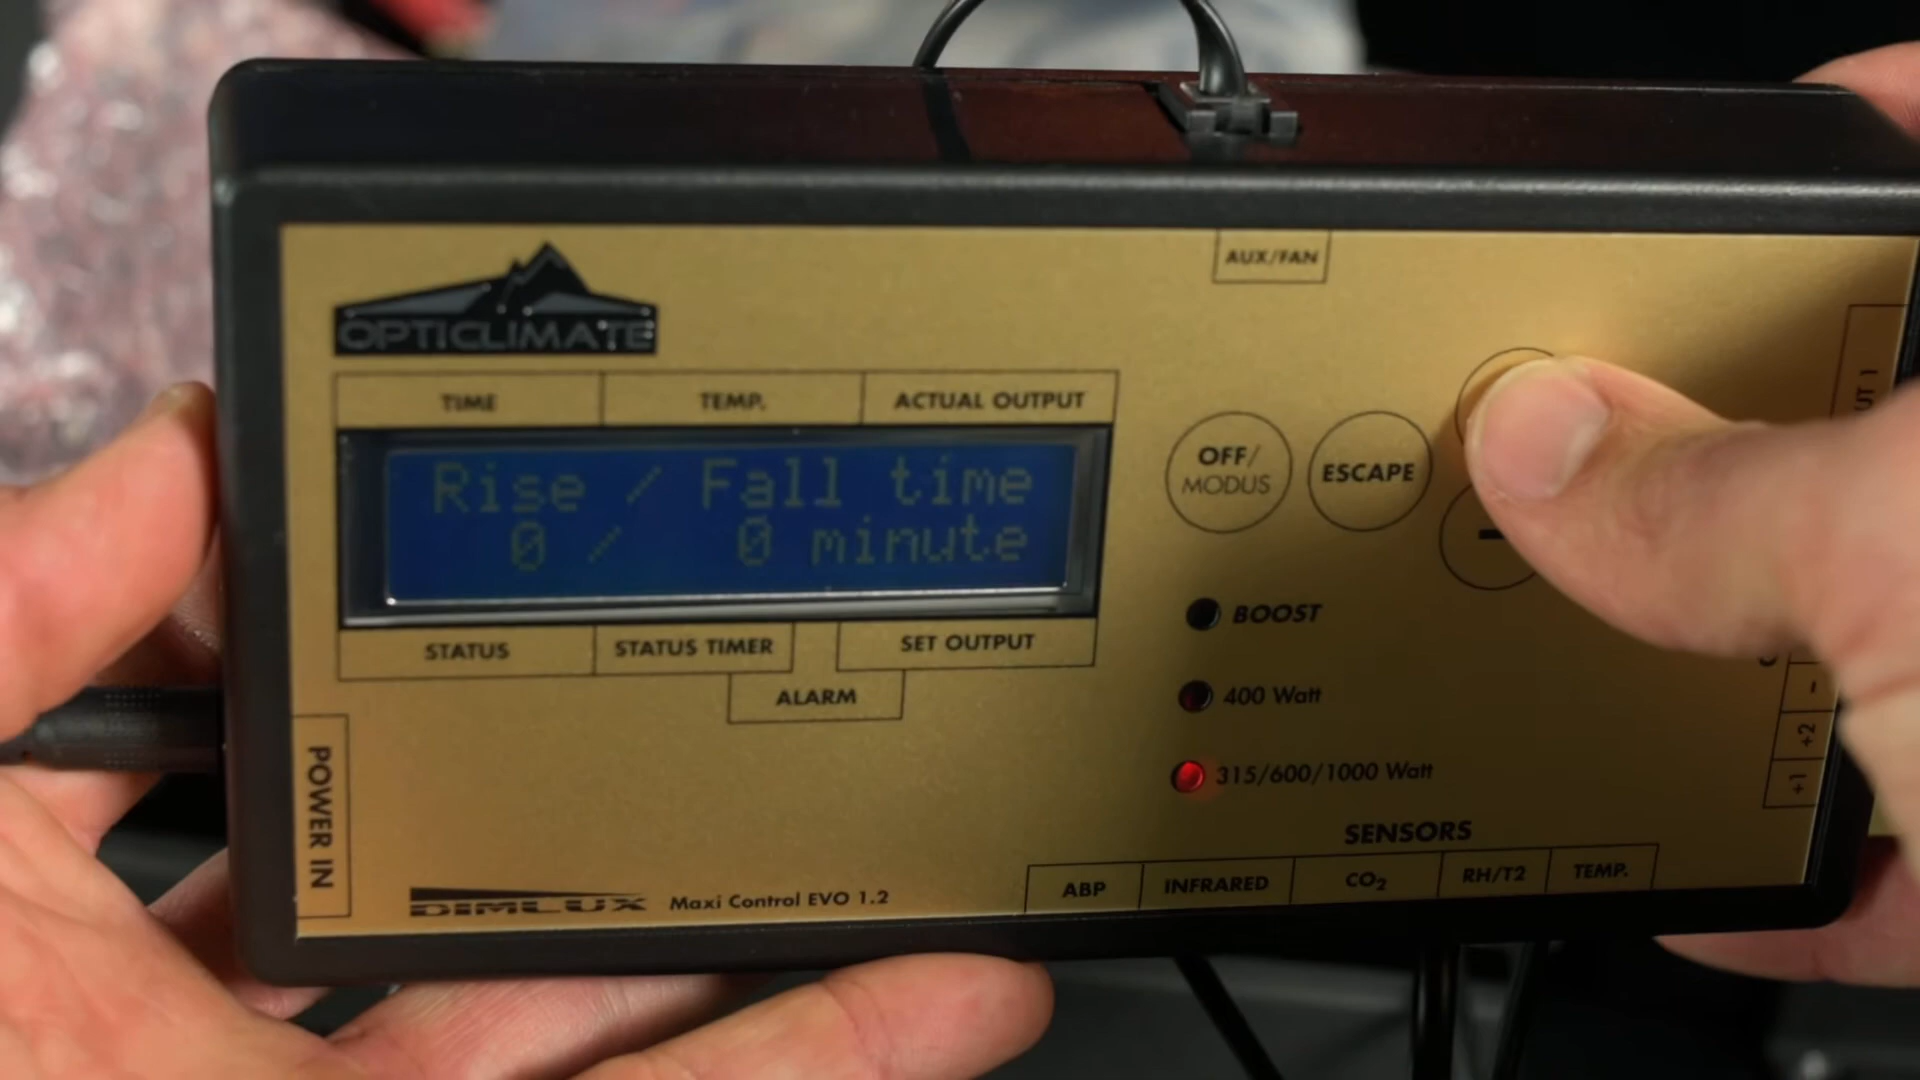 AUX/FAN
OPTICLIMATE
TIME TEMP. ACTUAL OUTPUT
Rise / Fall time
0 / 0 minute
OFF/
MODUS
ESCAPE
-
STATUS STATUS TIMER SET OUTPUT
ALARM
BOOST
400 Watt
315/600/1000 Watt
POWER IN
DIMLUX Maxi Control EVO 1.2
SENSORS
ABP INFRARED CO₂ RH/T2 TEMP.
-
+2
+1